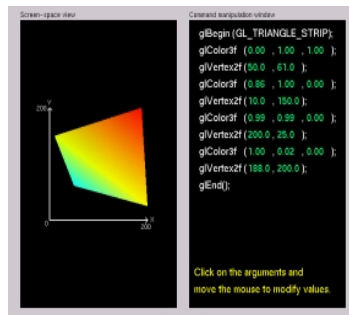 Screen-space view
Y
200
0
200
X
Command manipulation window
glBegin (GL_TRIANGLE_STRIP);
glColor3f (0.00 , 1.00 , 1.00 );
glVertex2f( 50.0 , 61.0 );
glColor3f (0.86 , 1.00 , 0.00 );
glVertex2f( 10.0 , 150.0 );
glColor3f (0.99 , 0.99 , 0.00 );
glVertex2f( 200.0 , 25.0 );
glColor3f (1.00 , 0.02 , 0.00 );
glVertex2f( 188.0 , 200.0 );
glEnd();
Click on the arguments and
move the mouse to modify values.